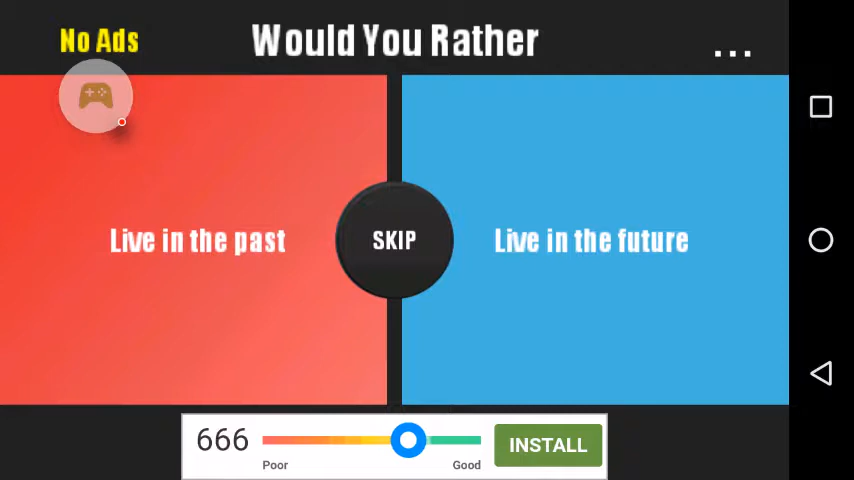 No Ads
Would You Rather
...
Live in the past
SKIP
Live in the future
666
Poor
Good
INSTALL